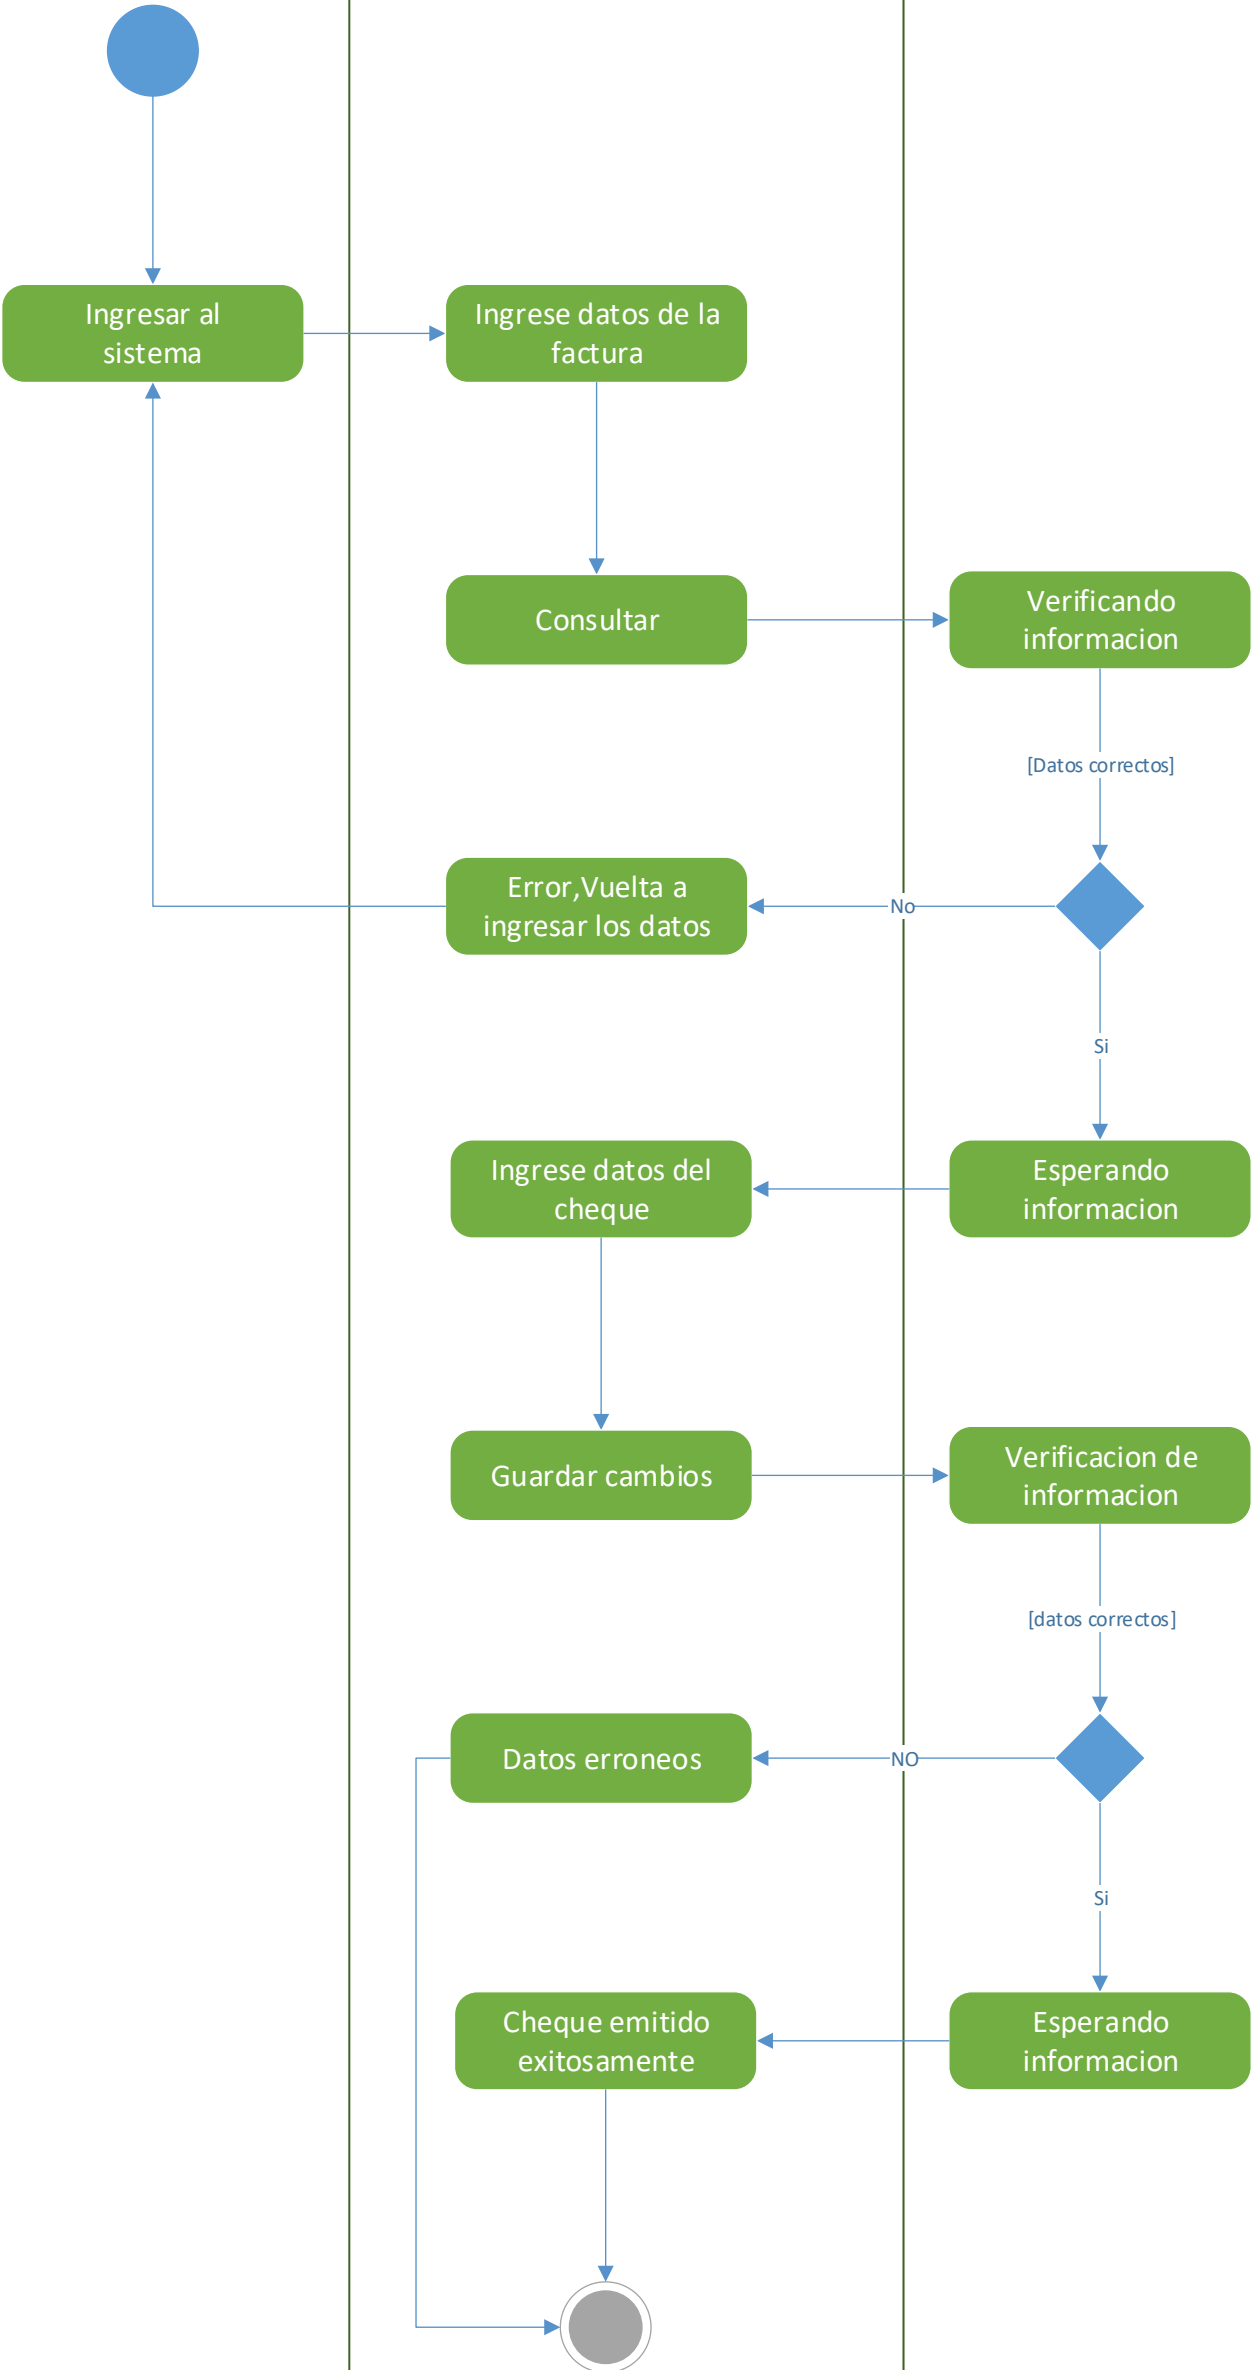 Ingresar al
sistema
Ingrese datos de la
factura
Consultar
Verificando
informacion
[Datos correctos]
Error,Vuelta a
ingresar los datos
No
Si
Ingrese datos del
cheque
Esperando
informacion
Guardar cambios
Verificacion de
informacion
[datos correctos]
Datos erroneos
NO
Si
Cheque emitido
exitosamente
Esperando
informacion